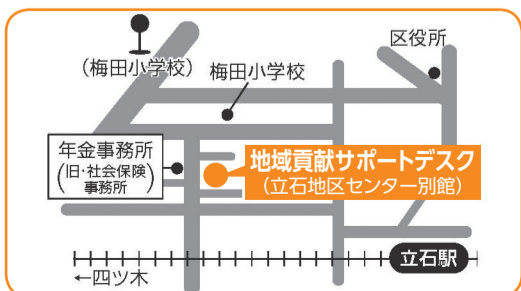 区役所
(梅田小学校)
梅田小学校
年金事務所
(旧・社会保険
事務所)
地域貢献サポートデスク
(立石地区センター別館)
立石駅
←四ツ木